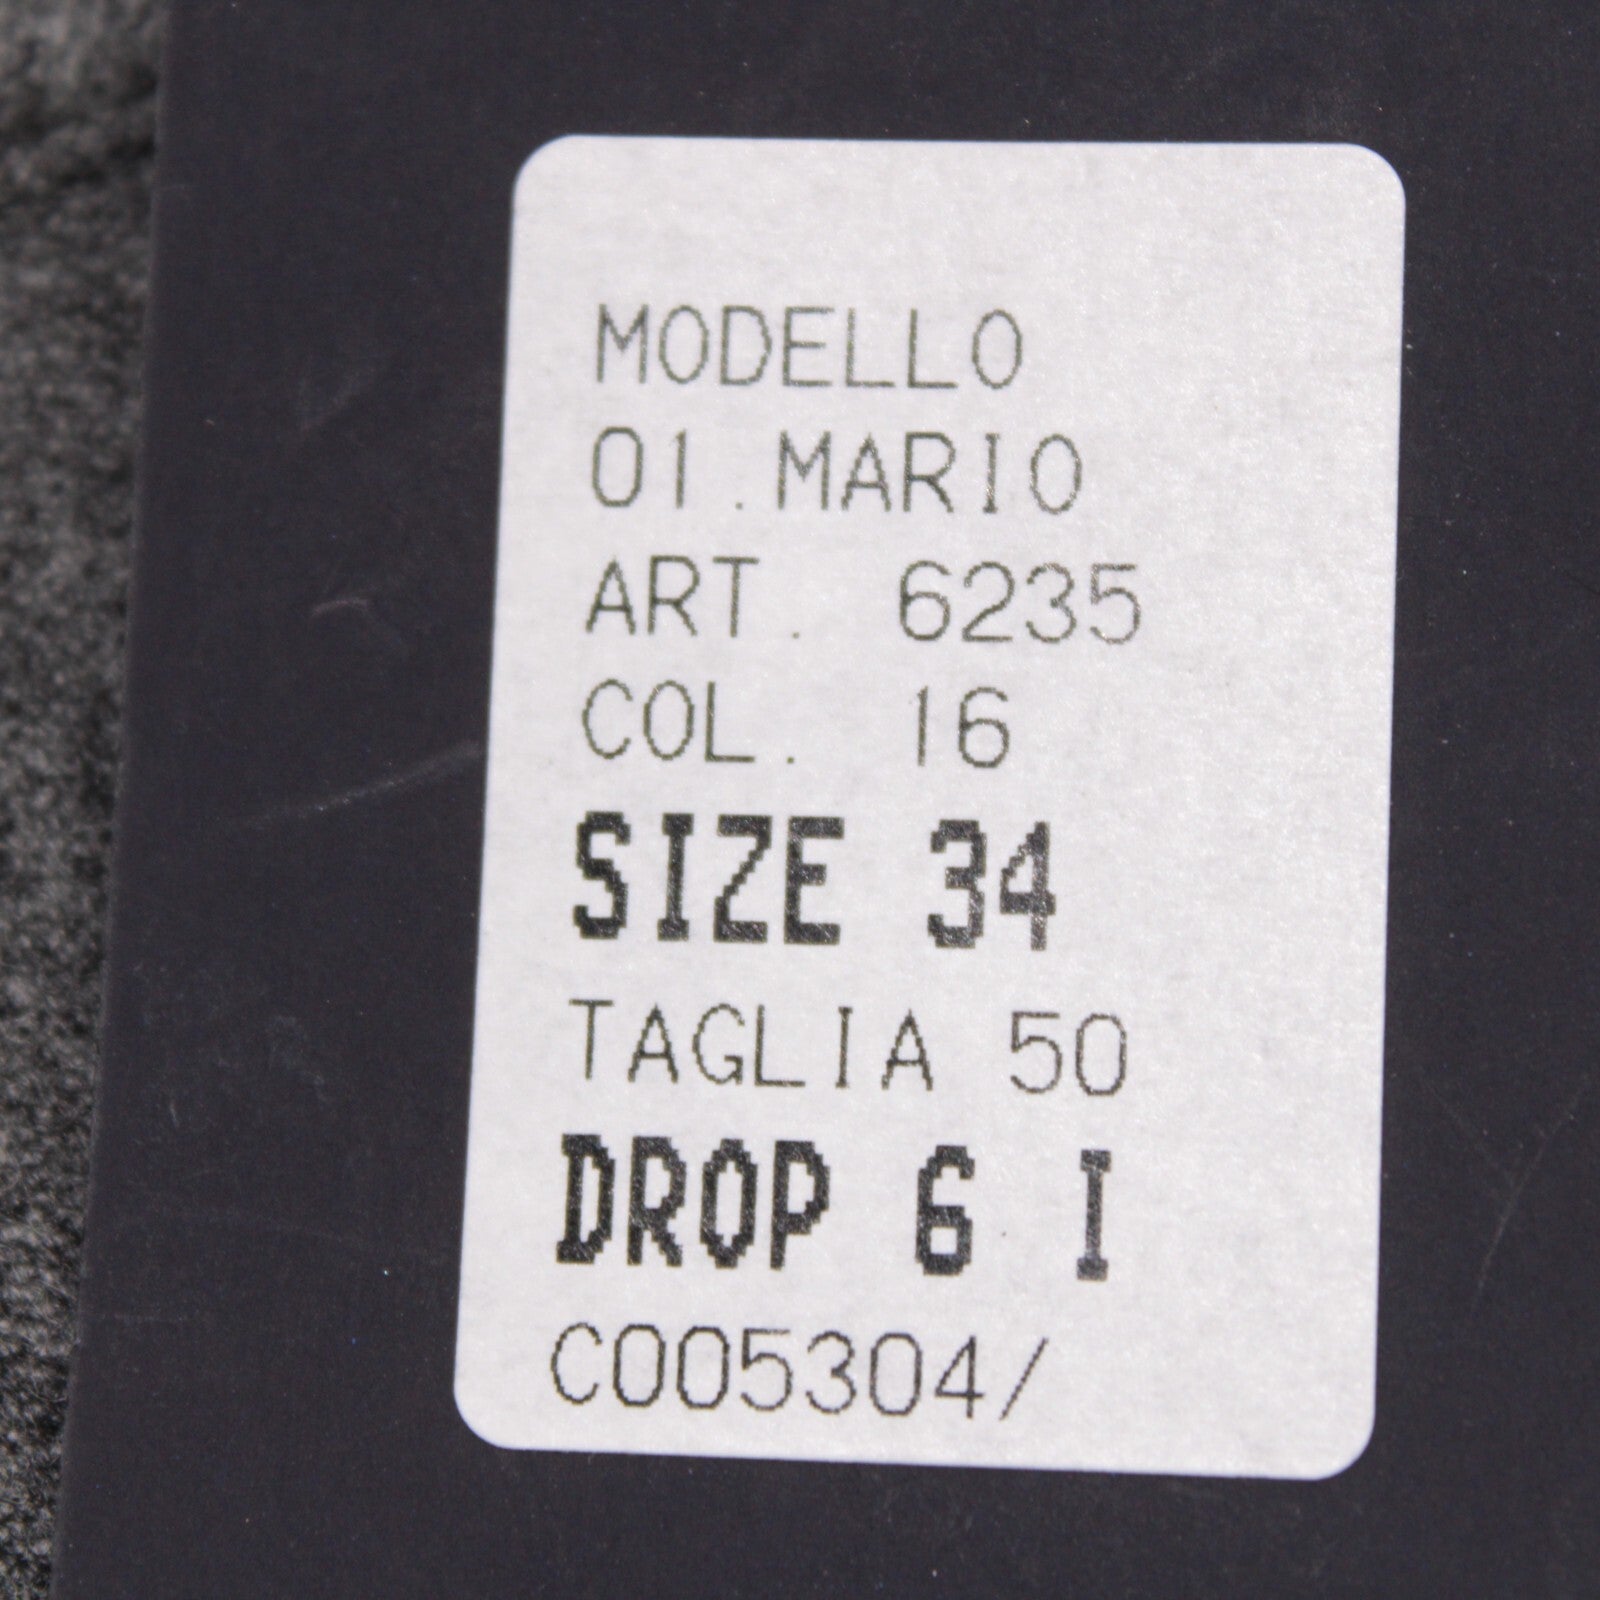 MODELLO
01.MARIO
ART. 6235
COL. 16
SIZE 34
TAGLIA 50
DROP 6 I
C005304/